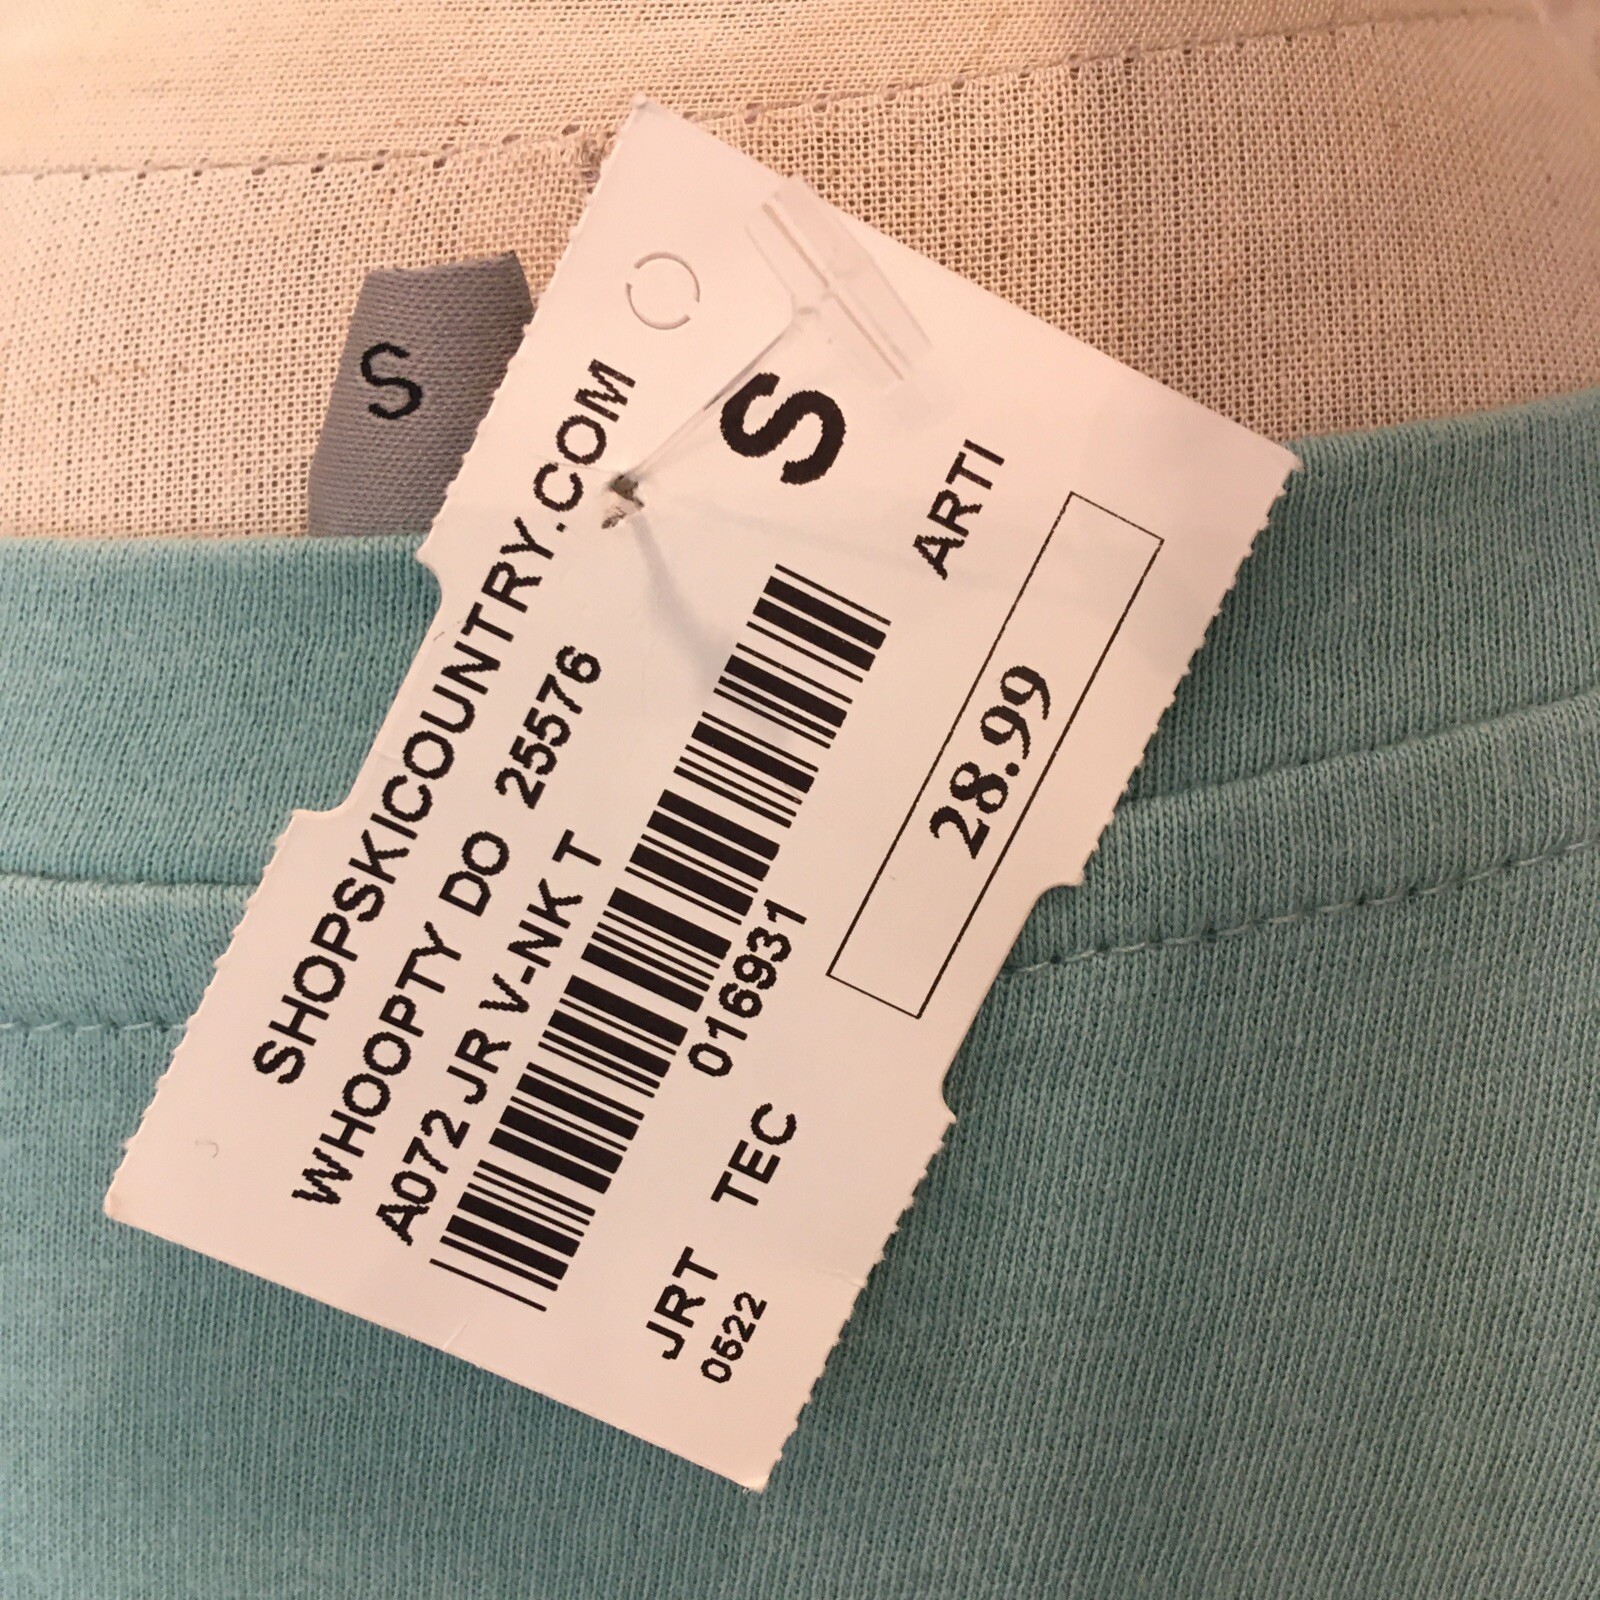 S
SHOPSKICOUNTRY.COM
WHOOPTY DO 25576
A072 JR V-NK T
S
016931
ARTI
JRT TEC
0522
28.99